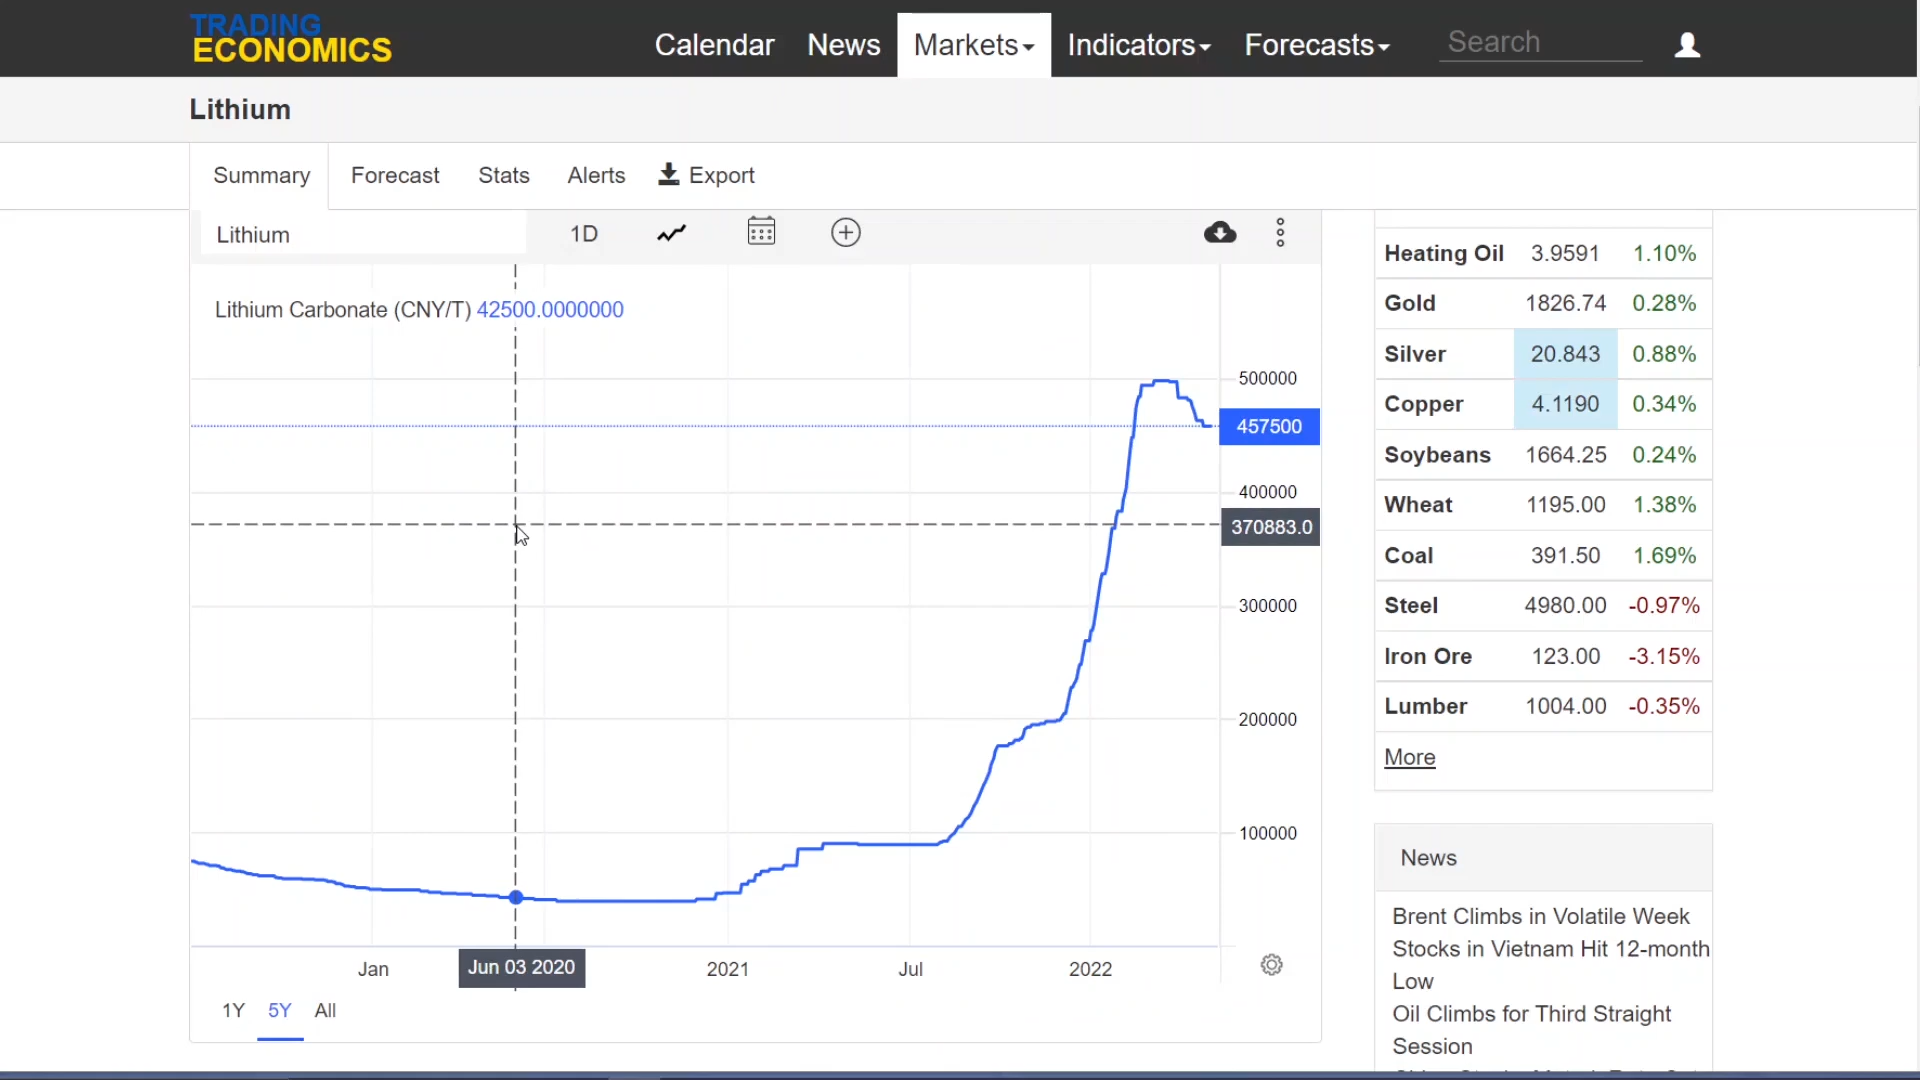 TRADING
ECONOMICS
Calendar News Markets Indicators Forecasts Search
Lithium
Summary Forecast Stats Alerts Export
Lithium 1D
Lithium Carbonate (CNY/T) 42500.0000000
500000
457500
400000
370883.0
300000
200000
100000
Jan Jun 03 2020 2021 Jul 2022
1Y 5Y All
Heating Oil 3.9591 1.10%
Gold 1826.74 0.28%
Silver 20.843 0.88%
Copper 4.1190 0.34%
Soybeans 1664.25 0.24%
Wheat 1195.00 1.38%
Coal 391.50 1.69%
Steel 4980.00 -0.97%
Iron Ore 123.00 -3.15%
Lumber 1004.00 -0.35%
More
News
Brent Climbs in Volatile Week
Stocks in Vietnam Hit 12-month
Low
Oil Climbs for Third Straight
Session